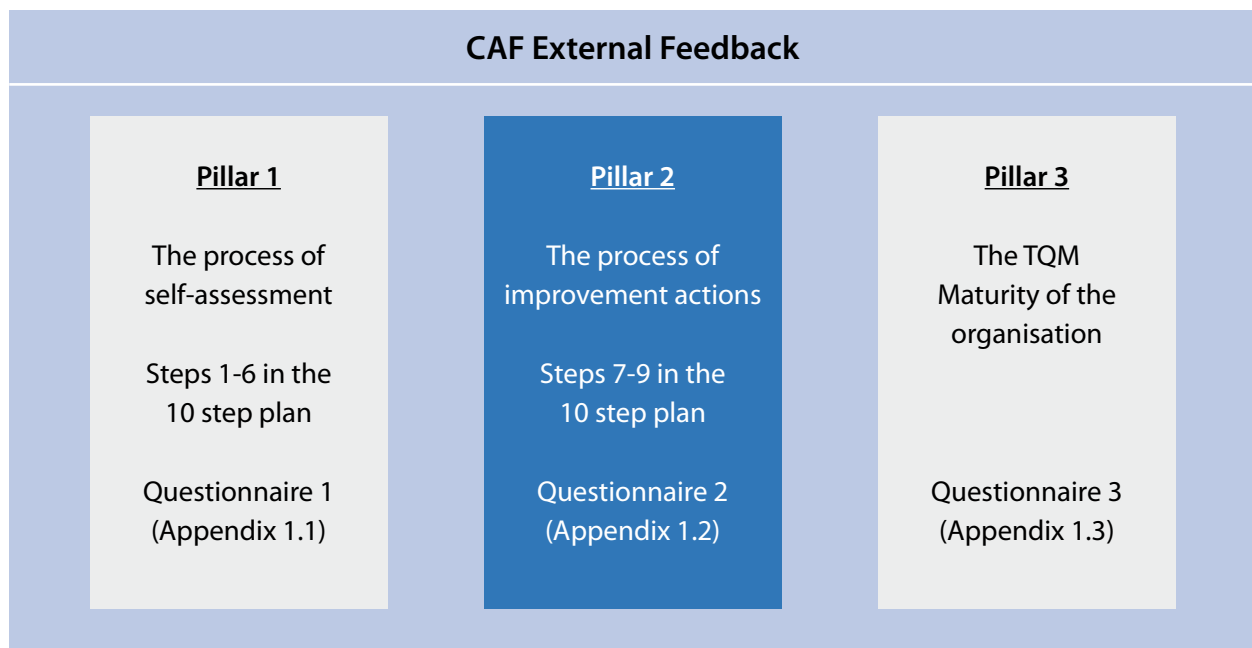 CAF External Feedback
Pillar 1
The process of
self-assessment
Steps 1-6 in the
10 step plan
Questionnaire 1
(Appendix 1.1)
Pillar 2
The process of
improvement actions
Steps 7-9 in the
10 step plan
Questionnaire 2
(Appendix 1.2)
Pillar 3
The TQM
Maturity of the
organisation
Questionnaire 3
(Appendix 1.3)